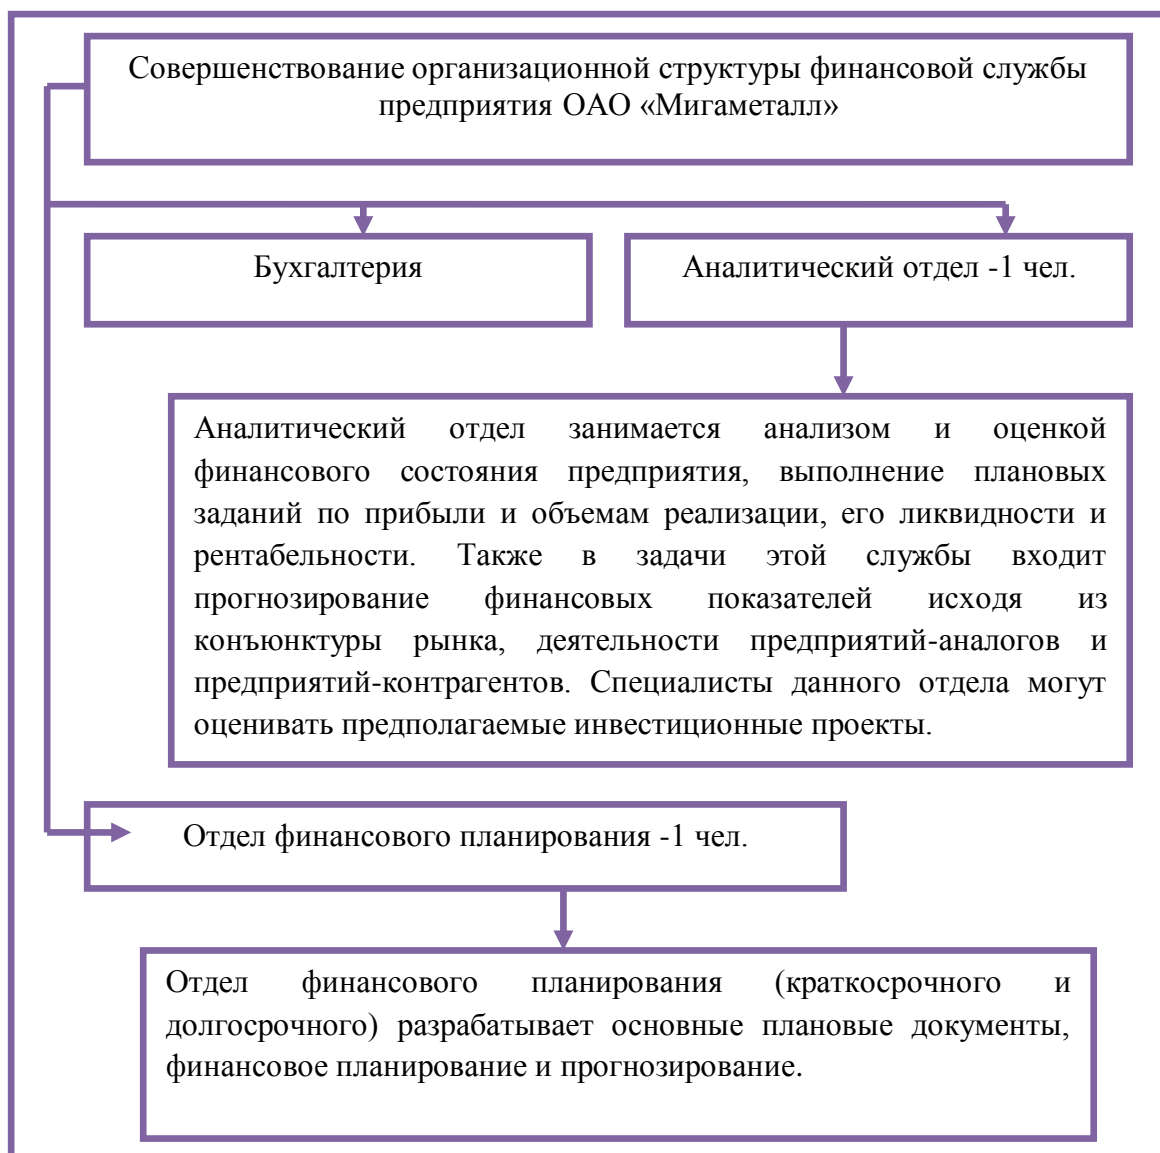 Совершенствование организационной структуры финансовой службы
предприятия ОАО «Мигаметалл»
Бухгалтерия
Аналитический отдел -1 чел.
Аналитический отдел занимается анализом и оценкой
финансового состояния предприятия, выполнение плановых
заданий по прибыли и объемам реализации, его ликвидности и
рентабельности. Также в задачи этой службы входит
прогнозирование финансовых показателей исходя из
конъюнктуры рынка, деятельности предприятий-аналогов и
предприятий-контрагентов. Специалисты данного отдела могут
оценивать предполагаемые инвестиционные проекты.
Отдел финансового планирования -1 чел.
Отдел финансового планирования (краткосрочного и
долгосрочного) разрабатывает основные плановые документы,
финансовое планирование и прогнозирование.